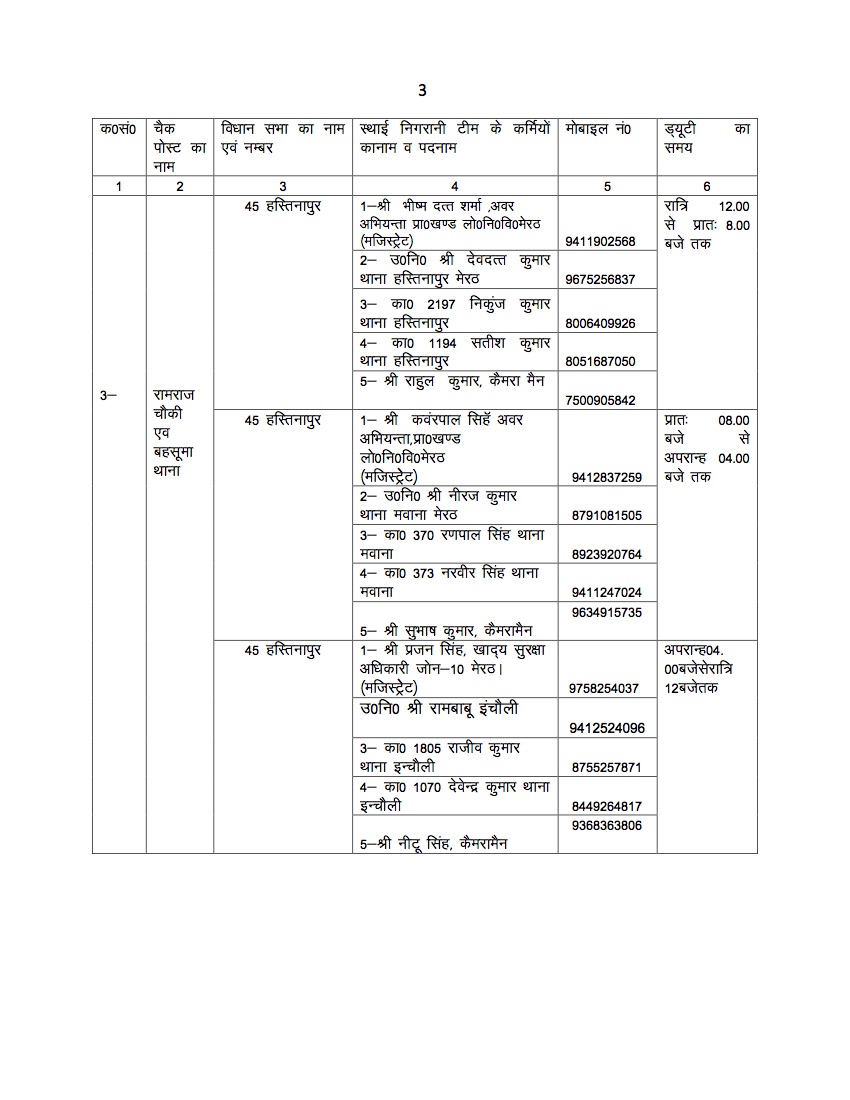 3
क0सं0
चैक
पोस्ट का
नाम
विधान सभा का नाम
एवं नम्बर
स्थाई निगरानी टीम के कर्मियों
कानाम व पदनाम
मोबाइल नं0
ड्यूटी का
समय
1 2 3 4 5 6
3–
रामराज
चौकी
एव
बहसूमा
थाना
45 हस्तिनापुर
1–श्री भीष्म दत्त शर्मा ,अवर
अभियन्ता प्रा0खण्ड लो0नि0वि0मेरठ
(मजिस्ट्रेट)
9411902568
रात्रि 12.00
से प्रातः 8.00
बजे तक
2– उ0नि0 श्री देवदत्त कुमार
थाना हस्तिनापुर मेरठ
9675256837
3– का0 2197 निकुंज कुमार
थाना हस्तिनापुर
8006409926
4– का0 1194 सतीश कुमार
थाना हस्तिनापुर
8051687050
5– श्री राहुल कुमार, कैमरा मैन
7500905842
45 हस्तिनापुर
1– श्री कवंरपाल सिहॅ अवर
अभियन्ता,प्रा0खण्ड
लो0नि0वि0मेरठ
(मजिस्ट्रेट)
9412837259
प्रातः 08.00
बजे से
अपरान्ह 04.00
बजे तक
2– उ0नि0 श्री नीरज कुमार
थाना मवाना मेरठ
8791081505
3– का0 370 रणपाल सिंह थाना
मवाना
8923920764
4– का0 373 नरवीर सिंह थाना
मवाना
9411247024
9634915735
5– श्री सुभाष कुमार, कैमरामैन
45 हस्तिनापुर
1– श्री प्रजन सिंह, खाद्य सुरक्षा
अधिकारी जोन–10 मेरठ।
(मजिस्ट्रेट)
9758254037
अपरान्ह04.
00बजेसेरात्रि
12बजेतक
उ0नि0 श्री रामबाबू इंचौली
9412524096
3– का0 1805 राजीव कुमार
थाना इन्चौली
8755257871
4– का0 1070 देवेन्द्र कुमार थाना
इन्चौली
8449264817
9368363806
5–श्री नीटू सिंह, कैमरामैन